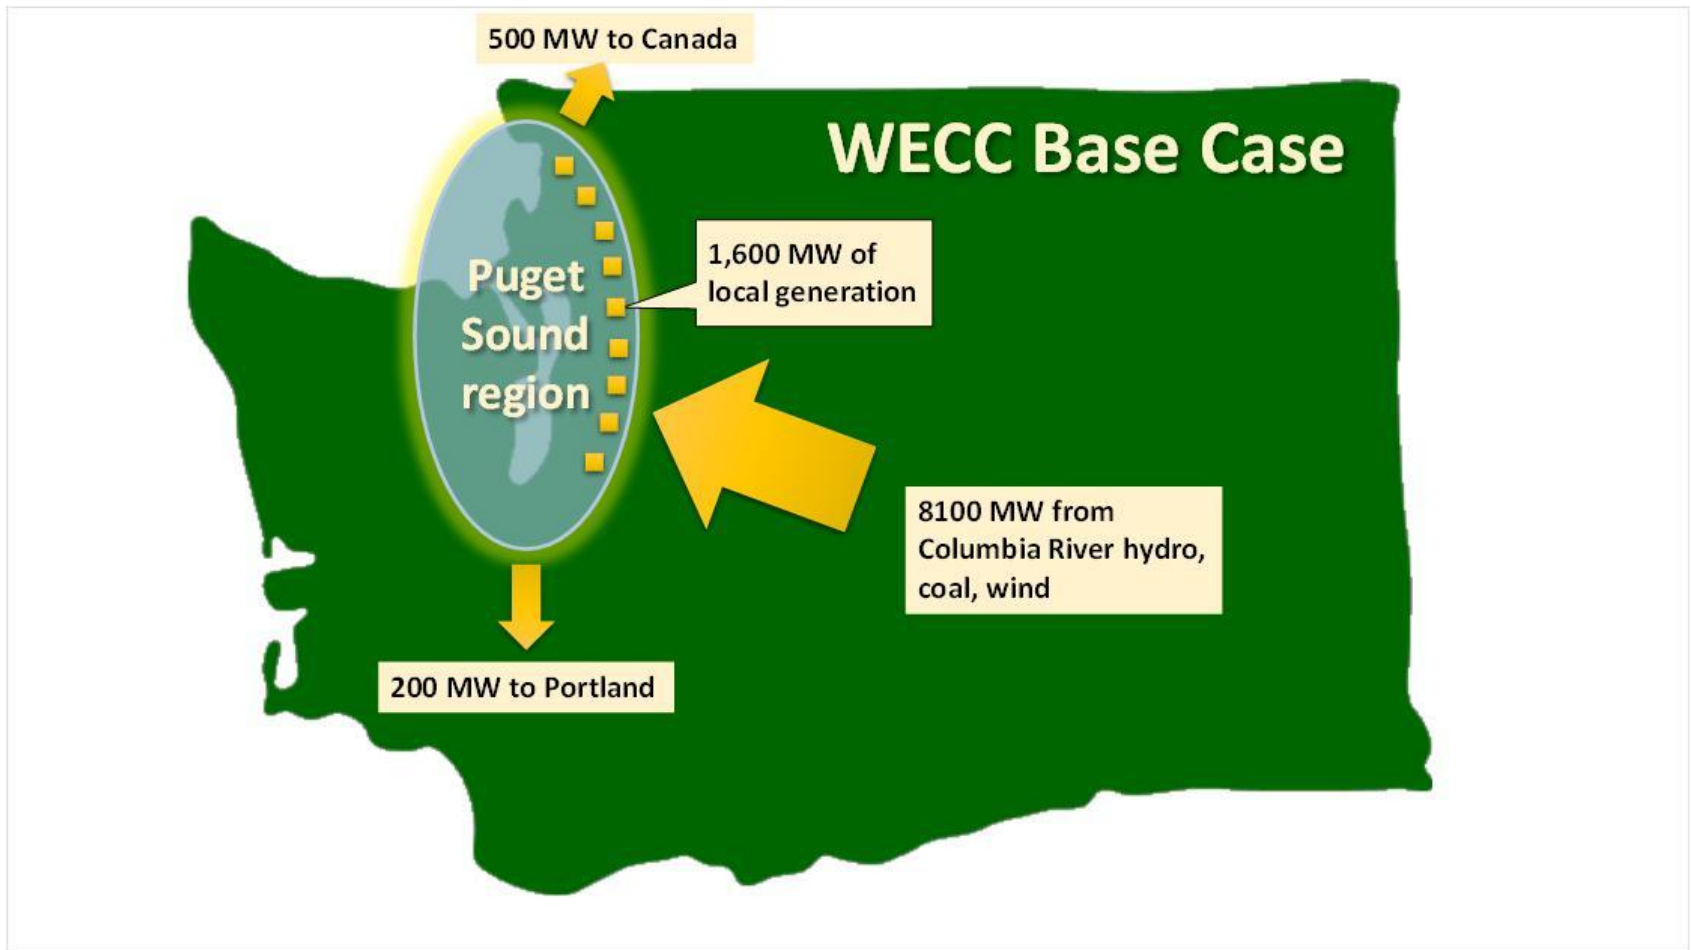 500 MW to Canada
WECC Base Case
1,600 MW of
local generation
Puget
Sound
region
8100 MW from
Columbia River hydro,
coal, wind
200 MW to Portland